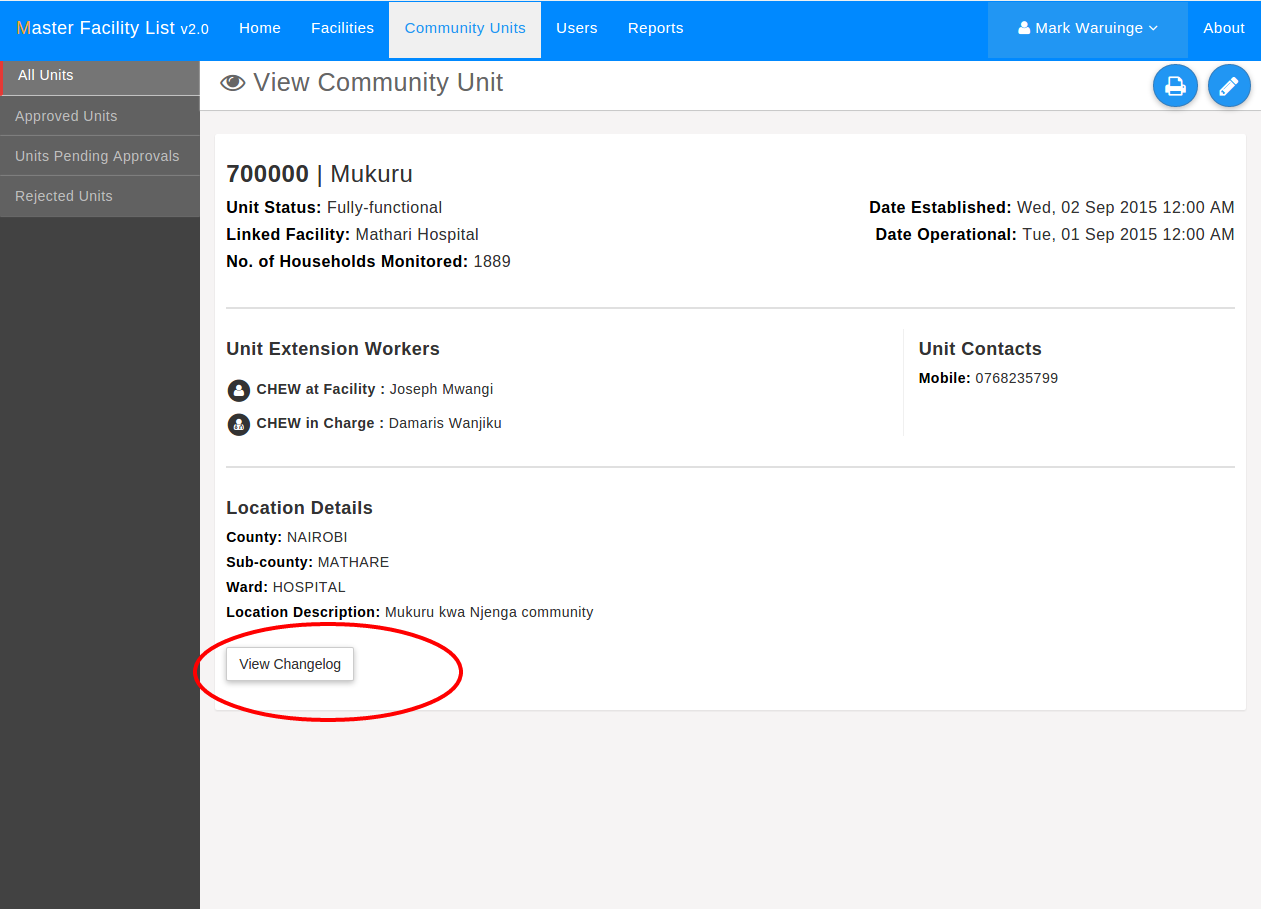 Master Facility List v2.0 Home Facilities Community Units Users Reports Mark Waruinge About
All Units
Approved Units
Units Pending Approvals
Rejected Units
View Community Unit
700000 | Mukuru
Unit Status: Fully-functional
Date Established: Wed, 02 Sep 2015 12:00 AM
Linked Facility: Mathari Hospital
Date Operational: Tue, 01 Sep 2015 12:00 AM
No. of Households Monitored: 1889
Unit Extension Workers
CHEW at Facility : Joseph Mwangi
CHEW in Charge : Damaris Wanjiku
Unit Contacts
Mobile: 0768235799
Location Details
County: NAIROBI
Sub-county: MATHARE
Ward: HOSPITAL
Location Description: Mukuru kwa Njenga community
View Changelog